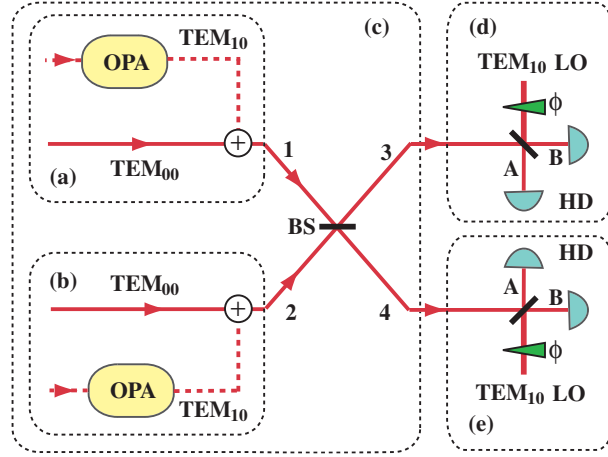 (c)
(d)
TEM₁₀
OPA
TEM₁₀ LO
ϕ
1
3
(a)
TEM₀₀
A
B
HD
BS
(b)
TEM₀₀
HD
A
B
2
4
OPA
ϕ
TEM₁₀
TEM₁₀ LO
(e)